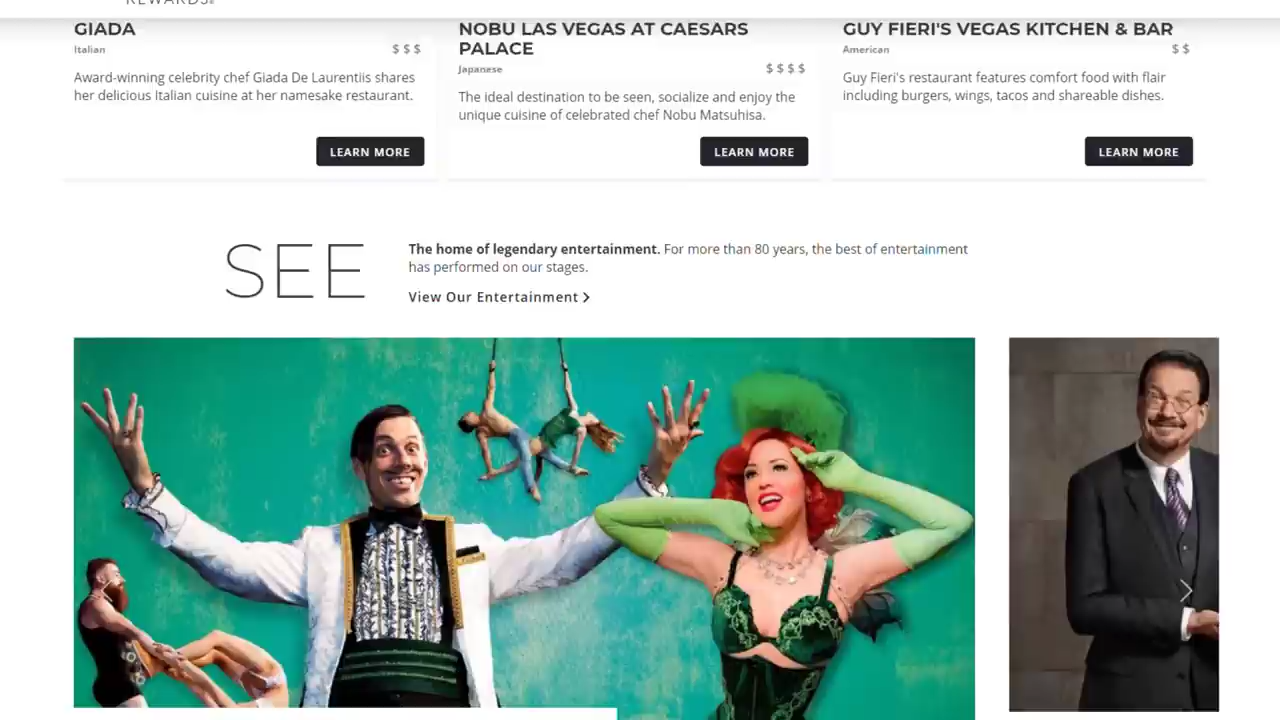 REWARDS®
GIADA
Italian
$ $ $
Award-winning celebrity chef Giada De Laurentiis shares
her delicious Italian cuisine at her namesake restaurant.
LEARN MORE
NOBU LAS VEGAS AT CAESARS
PALACE
Japanese
$ $ $ $
The ideal destination to be seen, socialize and enjoy the
unique cuisine of celebrated chef Nobu Matsuhisa.
LEARN MORE
GUY FIERI'S VEGAS KITCHEN & BAR
American
$ $
Guy Fieri's restaurant features comfort food with flair
including burgers, wings, tacos and shareable dishes.
LEARN MORE
SEE
The home of legendary entertainment. For more than 80 years, the best of entertainment
has performed on our stages.
View Our Entertainment